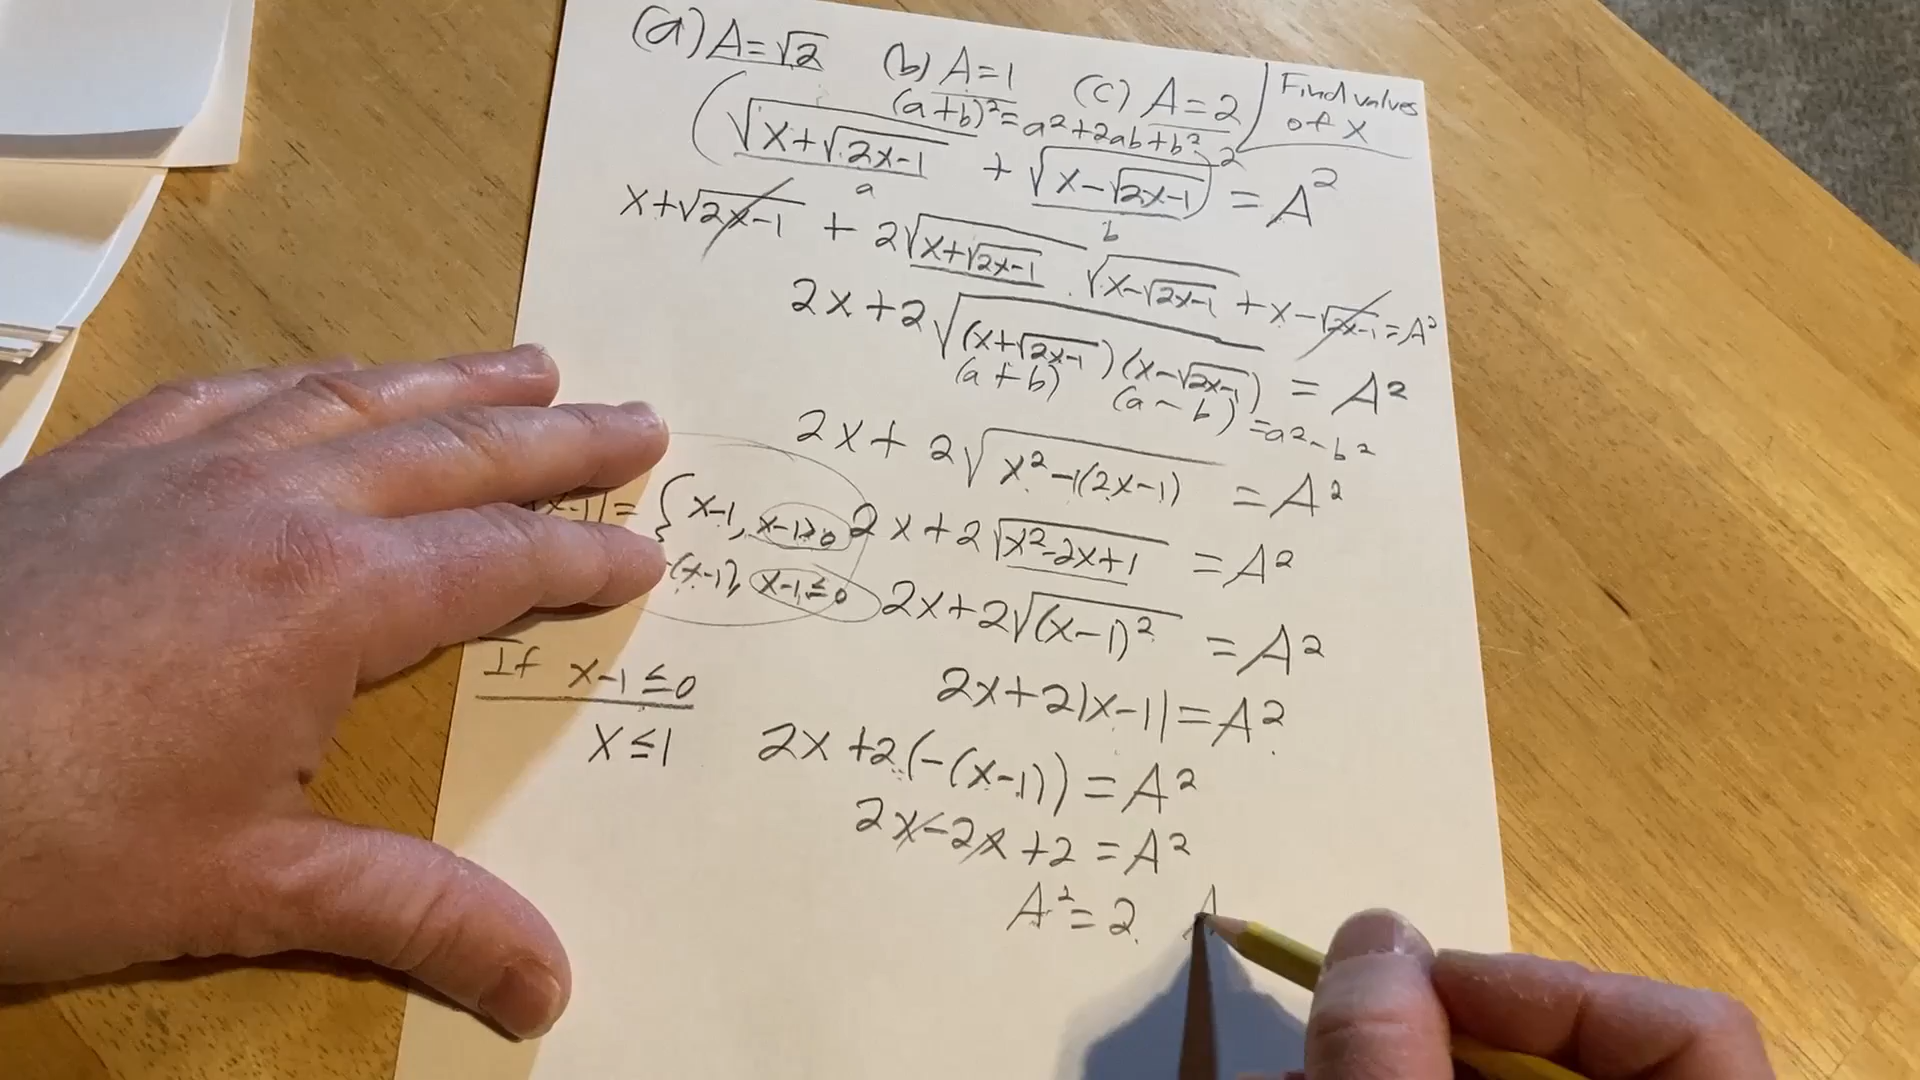 (a) A=√2 (b) A=1 (c) A=2 Find values of x
(a+b)²=a²+2ab+b²
(√(x+√(2x-1)) + √(x-√(2x-1)))² = A²
a b
x+√(2x-1) + 2√(x+√(2x-1)) · √(x-√(2x-1)) + x-√(2x-1) = A²
2x+2√((x+√(2x-1))(x-√(2x-1))) = A²
(a+b) (a-b) =a²-b²
2x+2√(x²-1(2x-1)) = A²
|x-1| = { x-1, x-1≥0
-(x-1), x-1≤0
2x+2√(x²-2x+1) = A²
2x+2√((x-1)²) = A²
If x-1≤0
2x+2|x-1| = A²
x≤1 2x+2(-(x-1)) = A²
2x-2x+2 = A²
A²=2 A